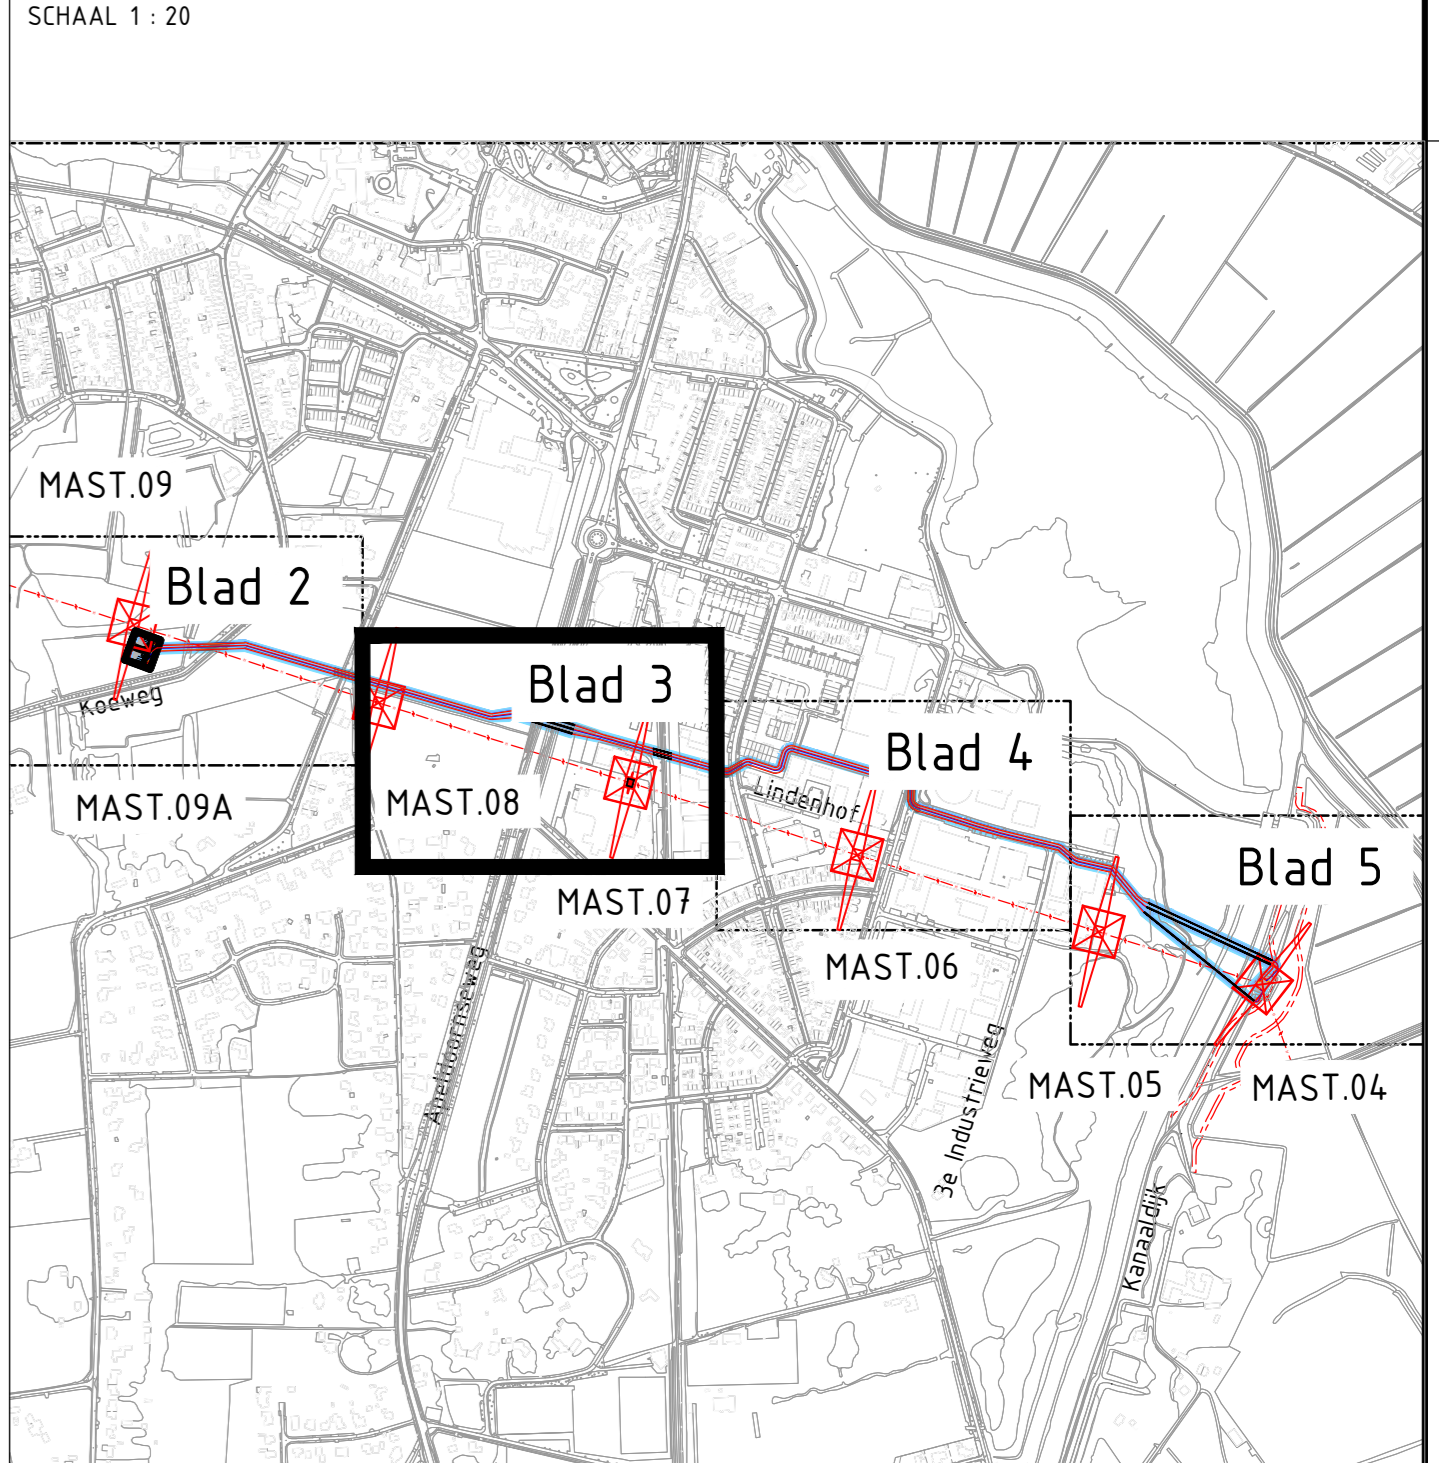 SCHAAL 1 : 20
MAST.09
Blad 2
Koeweg
Blad 3
Blad 4
MAST.09A
MAST.08
Lindenhof
Blad 5
MAST.07
MAST.06
Apeldoornseweg
3e Industrieweg
MAST.05
MAST.04
Kanaaldijk